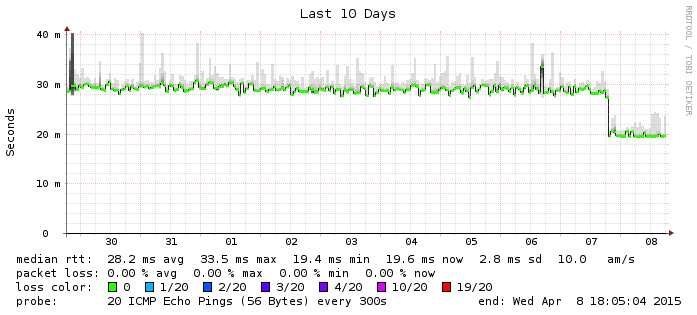 Last 10 Days
RRDTOOL / TOBI OETIKER
Seconds
40 m
30 m
20 m
10 m
0
30 31 01 02 03 04 05 06 07 08
median rtt: 28.2 ms avg 33.5 ms max 19.4 ms min 19.6 ms now 2.8 ms sd 10.0 am/s
packet loss: 0.00 % avg 0.00 % max 0.00 % min 0.00 % now
loss color: 0 1/20 2/20 3/20 4/20 10/20 19/20
probe: 20 ICMP Echo Pings (56 Bytes) every 300s end: Wed Apr 8 18:05:04 2015